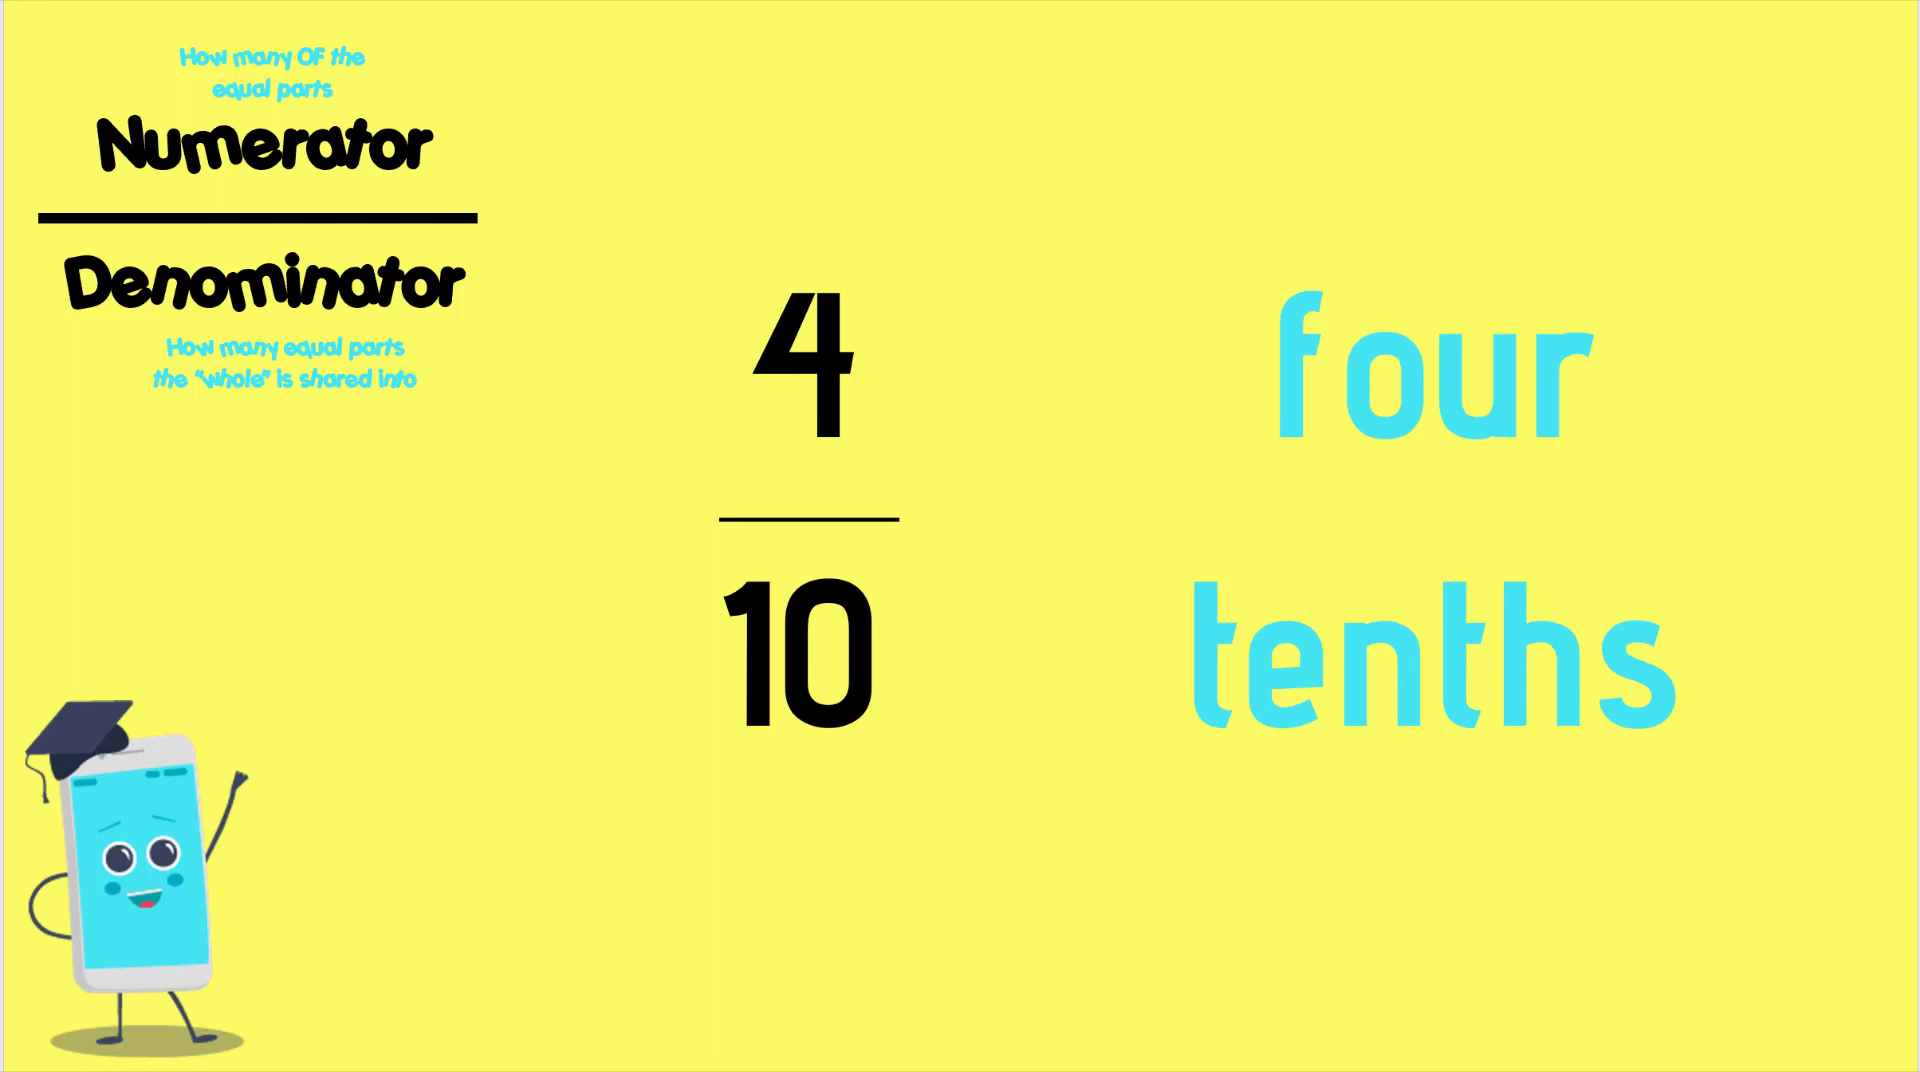 How many OF the
equal parts
Numerator
Denominator
How many equal parts
the "whole" is shared into
4
10
four
tenths